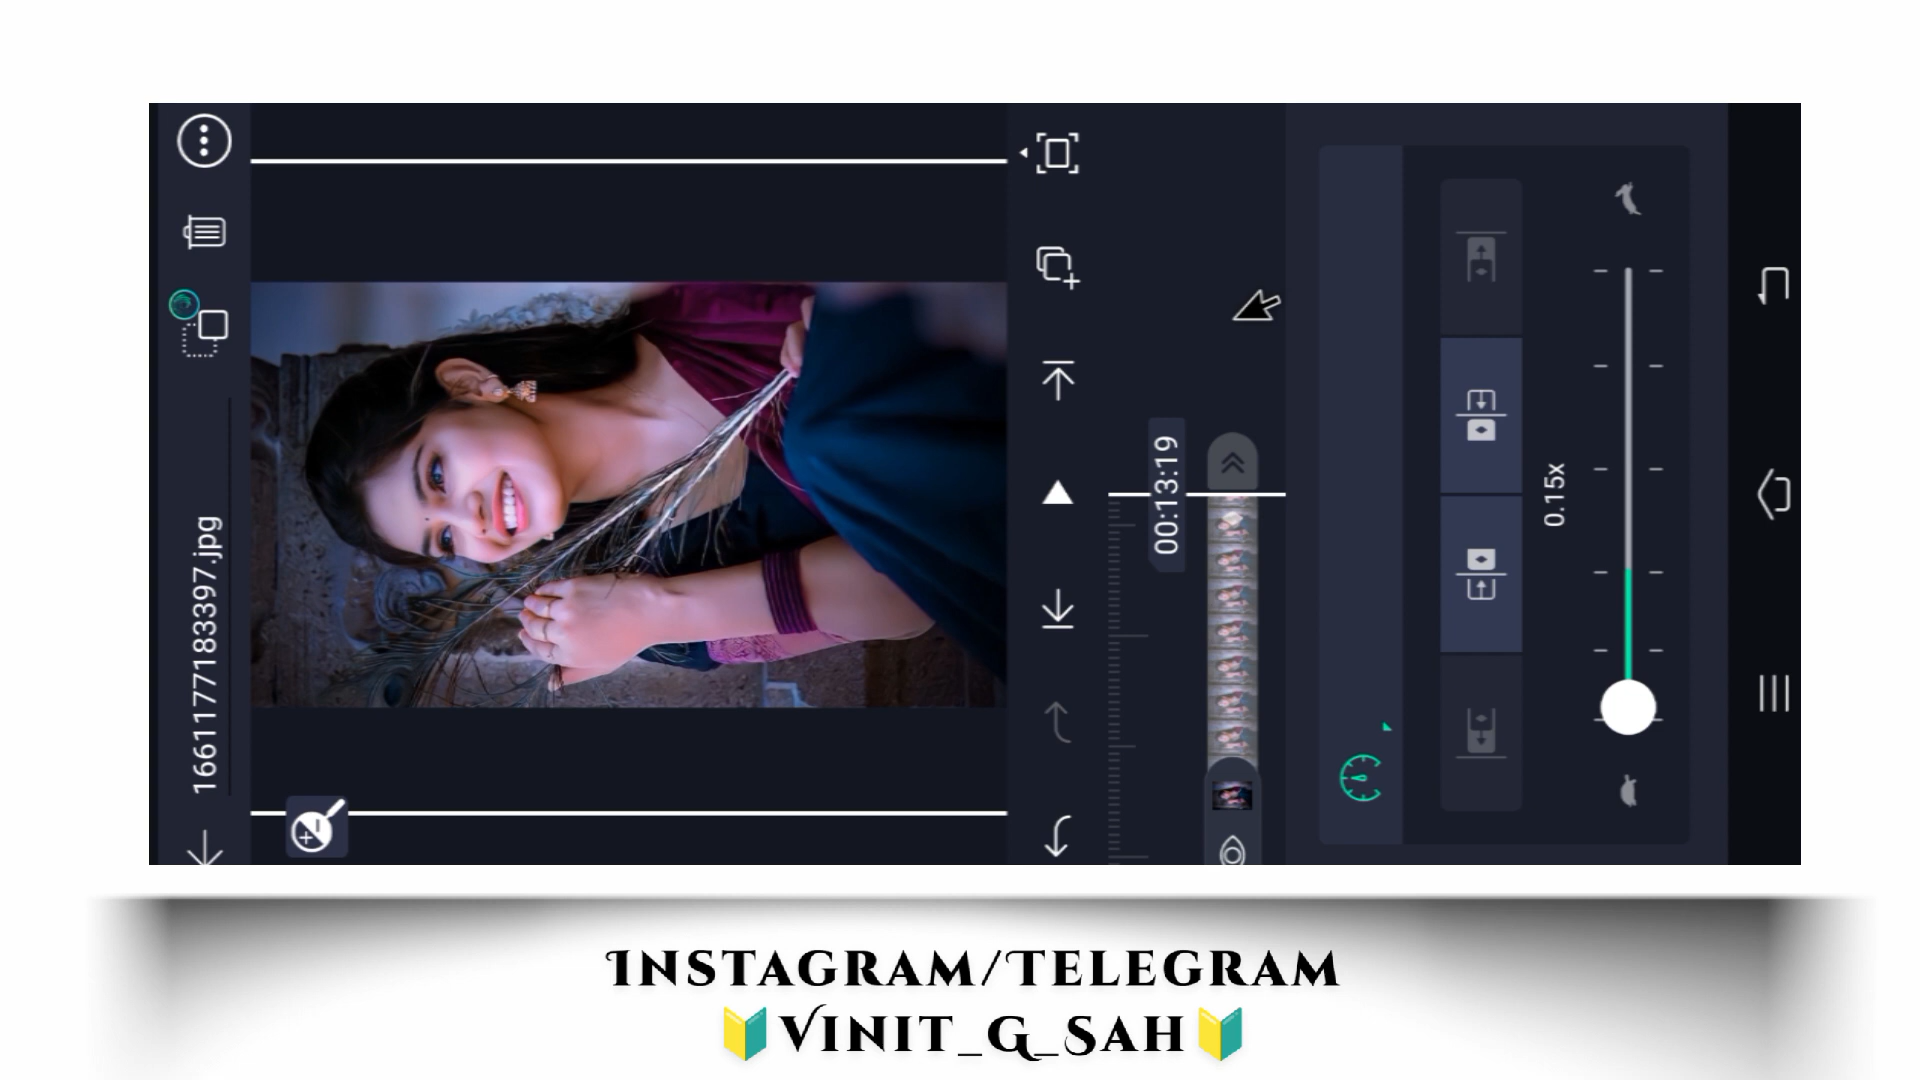 1661177183397.jpg
00:13:19
0.15x
INSTAGRAM/TELEGRAM
VINIT_G_SAH